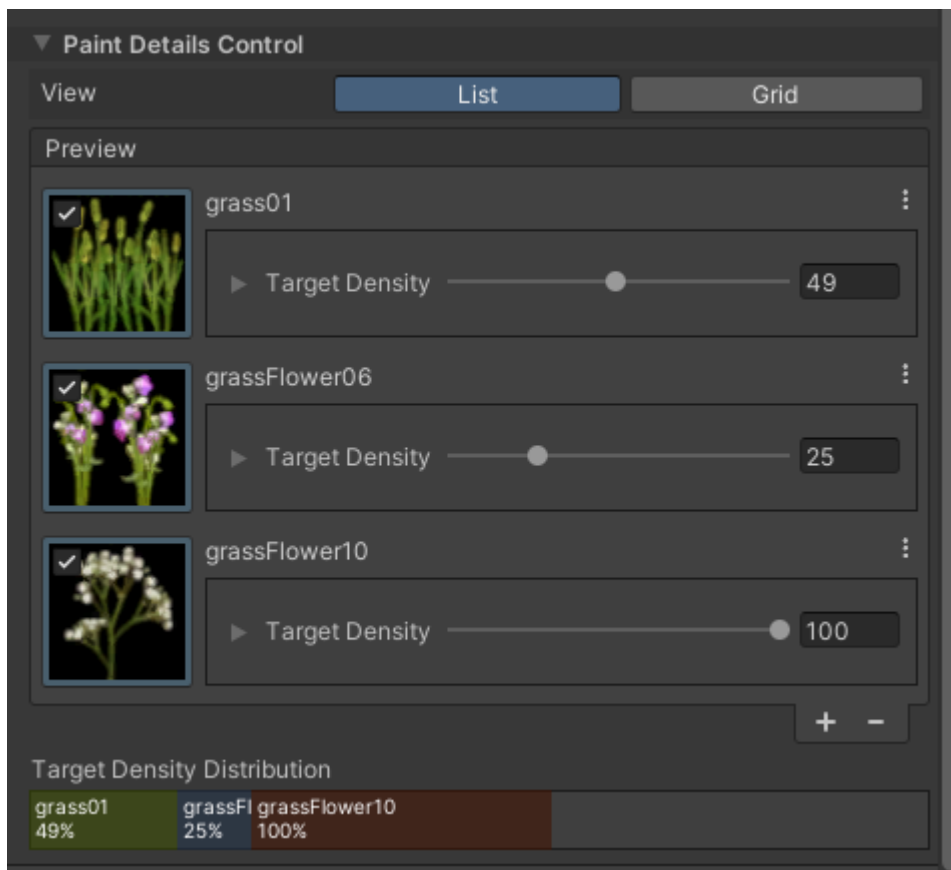 Paint Details Control
View
List
Grid
Preview
grass01
Target Density
49
grassFlower06
Target Density
25
grassFlower10
Target Density
100
Target Density Distribution
grass01
49%
grassFl
25%
grassFlower10
100%